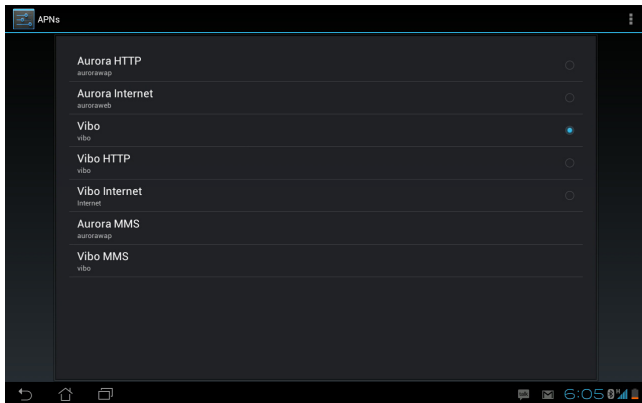 APNs
Aurora HTTP
aurorawap
Aurora Internet
auroraweb
Vibo
vibo
Vibo HTTP
vibo
Vibo Internet
Internet
Aurora MMS
aurorawap
Vibo MMS
vibo
6:05
H